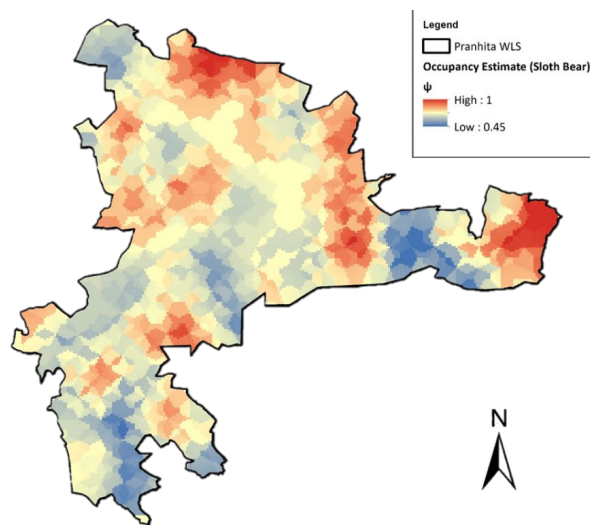 Legend
Pranhita WLS
Occupancy Estimate (Sloth Bear)
ψ
High : 1
Low : 0.45
N